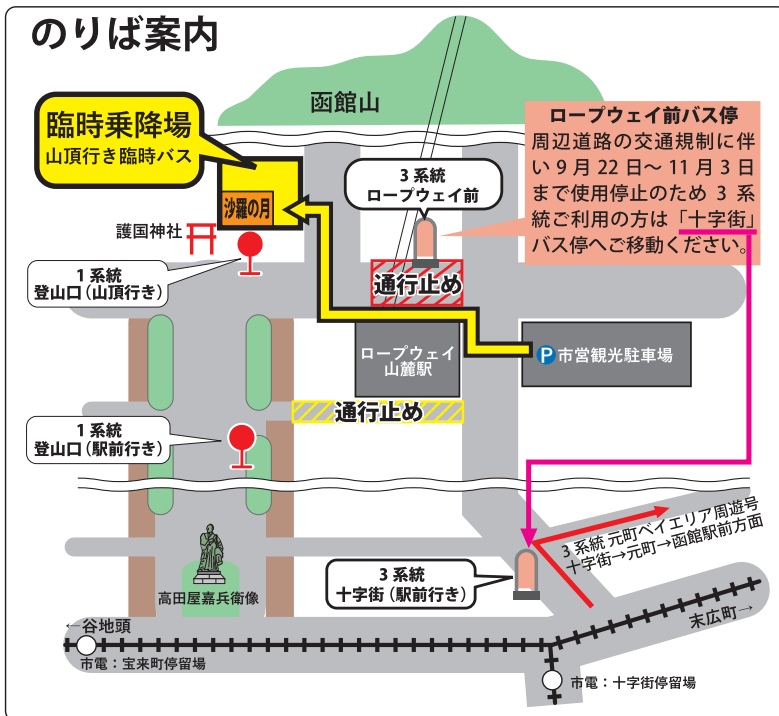 のりば案内
函館山
臨時乗降場
山頂行き臨時バス
沙羅の月
護国神社
3 系統
ロープウェイ前
ロープウェイ前バス停
周辺道路の交通規制に伴
い 9 月 22 日～ 11 月 3 日
まで使用停止のため 3 系
統ご利用の方は「十字街」
バス停へご移動ください。
1 系統
登山口（山頂行き）
通行止め
ロープウェイ
山麓駅
P 市営観光駐車場
通行止め
1 系統
登山口（駅前行き）
高田屋嘉兵衛像
3 系統
十字街（駅前行き）
3 系統 元町ベイエリア周遊号
十字街→元町→函館駅前方面
←谷地頭
末広町→
市電：宝来町停留場
市電：十字街停留場